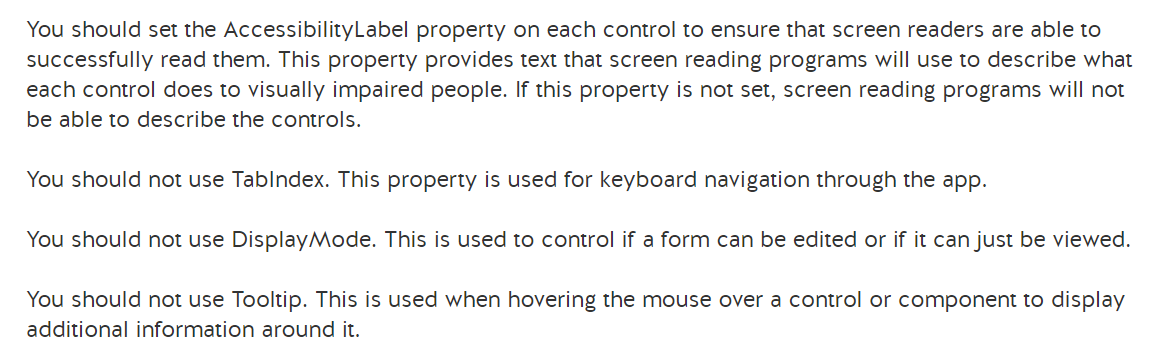 You should set the AccessibilityLabel property on each control to ensure that screen readers are able to
successfully read them. This property provides text that screen reading programs will use to describe what
each control does to visually impaired people. If this property is not set, screen reading programs will not
be able to describe the controls.
You should not use TabIndex. This property is used for keyboard navigation through the app.
You should not use DisplayMode. This is used to control if a form can be edited or if it can just be viewed.
You should not use Tooltip. This is used when hovering the mouse over a control or component to display
additional information around it.